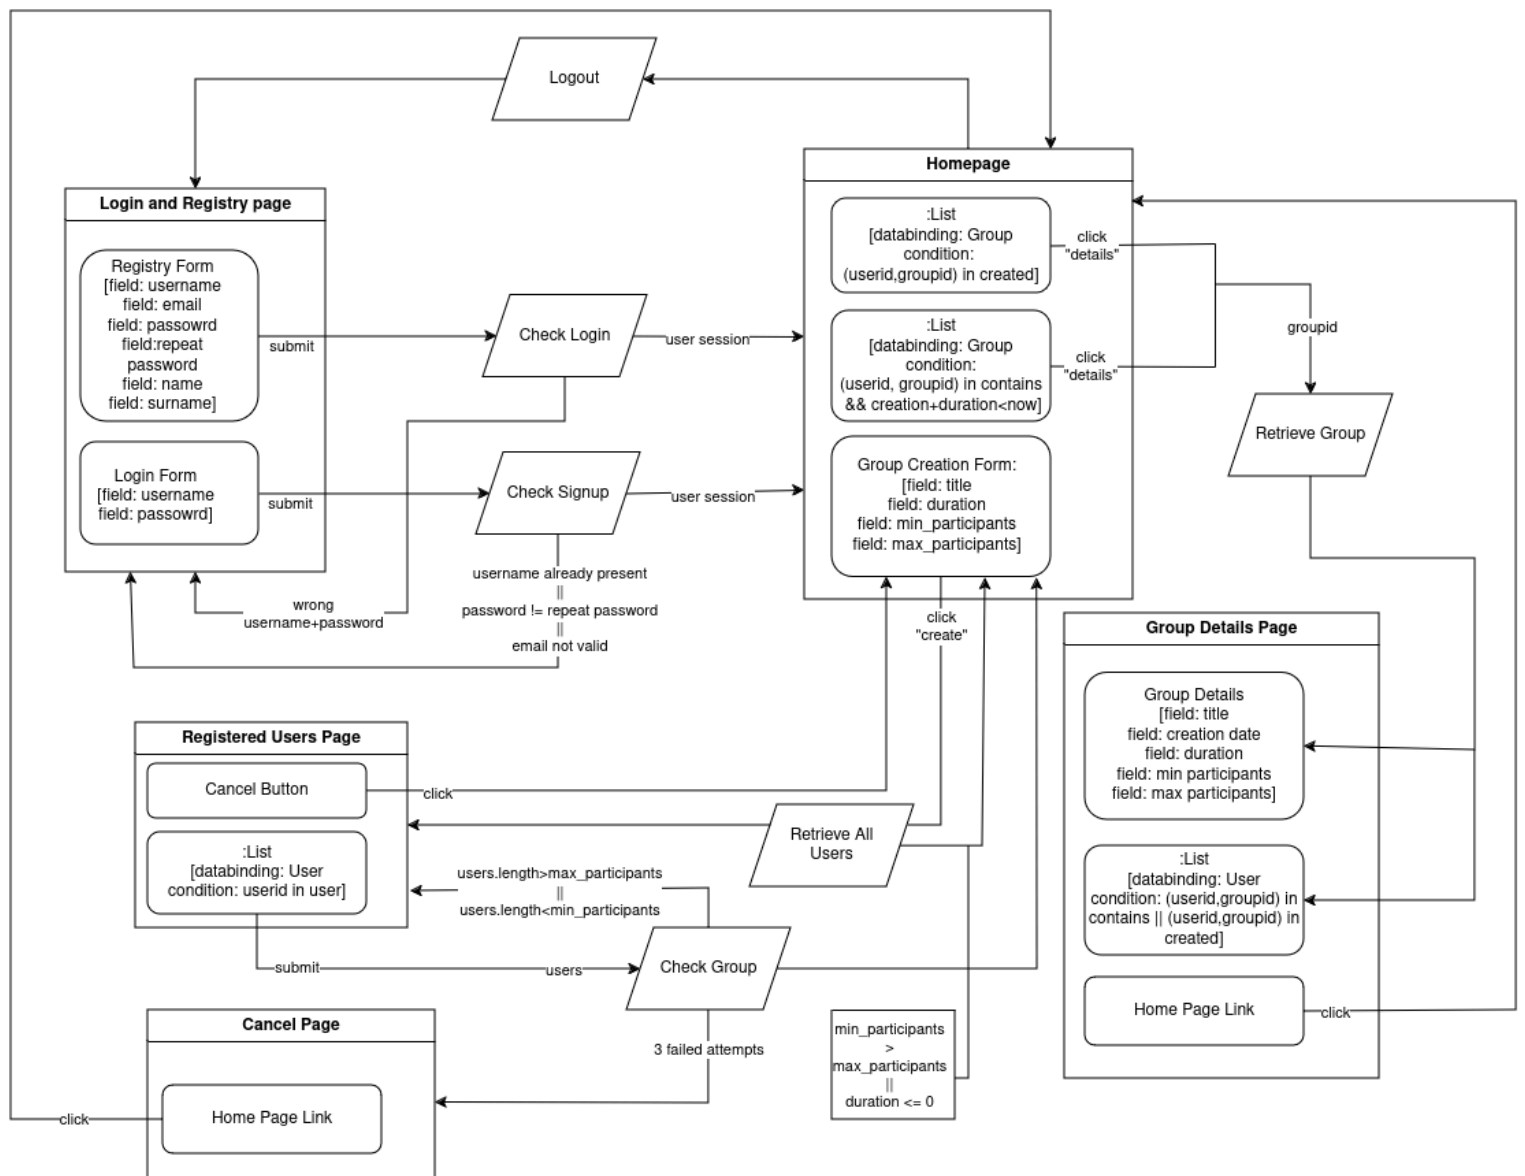 Logout
Homepage
Login and Registry page
:List
[databinding: Group
condition:
(userid,groupid) in created]
click
"details"
Registry Form
[field: username
field: email
field: passowrd
field:repeat
password
field: name
field: surname]
submit
Check Login
user session
groupid
:List
[databinding: Group
condition:
(userid, groupid) in contains
&& creation+duration<now]
click
"details"
Retrieve Group
Login Form
[field: username
field: passowrd]
submit
Check Signup
user session
Group Creation Form:
[field: title
field: duration
field: min_participants
field: max_participants]
username already present
||
password != repeat password
||
email not valid
wrong
username+password
click
"create"
Group Details Page
Group Details
[field: title
field: creation date
field: duration
field: min participants
field: max participants]
Registered Users Page
Cancel Button
click
Retrieve All
Users
:List
[databinding: User
condition: userid in user]
users.length>max_participants
||
users.length<min_participants
:List
[databinding: User
condition: (userid,groupid) in
contains || (userid,groupid) in
created]
submit
users
Check Group
Home Page Link
click
Cancel Page
3 failed attempts
min_participants
>
max_participants
||
duration <= 0
Home Page Link
click